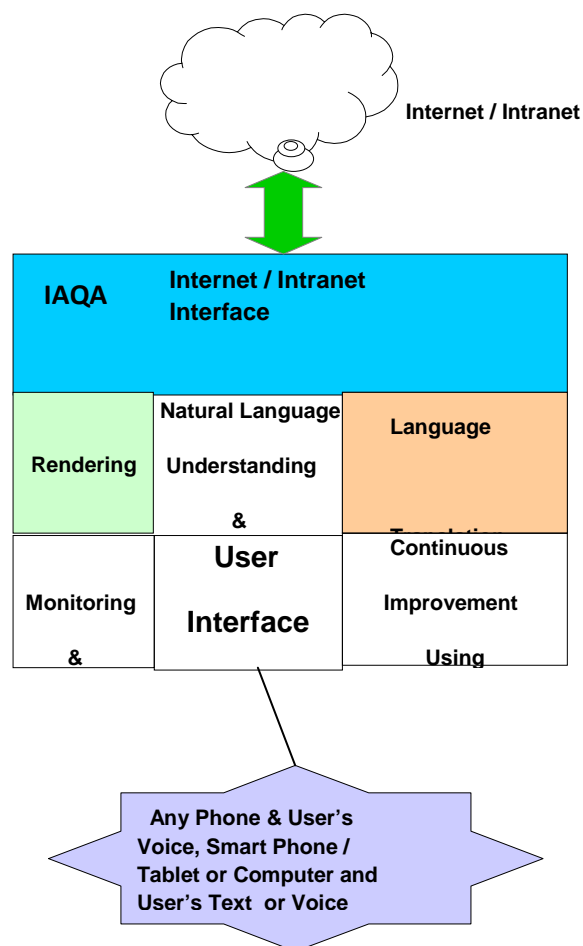 Internet / Intranet
IAQA
Internet / Intranet
Interface
Rendering
Natural Language
Understanding
&
Language
Translation
Monitoring
&
User
Interface
Continuous
Improvement
Using
Any Phone & User's
Voice, Smart Phone /
Tablet or Computer and
User's Text or Voice